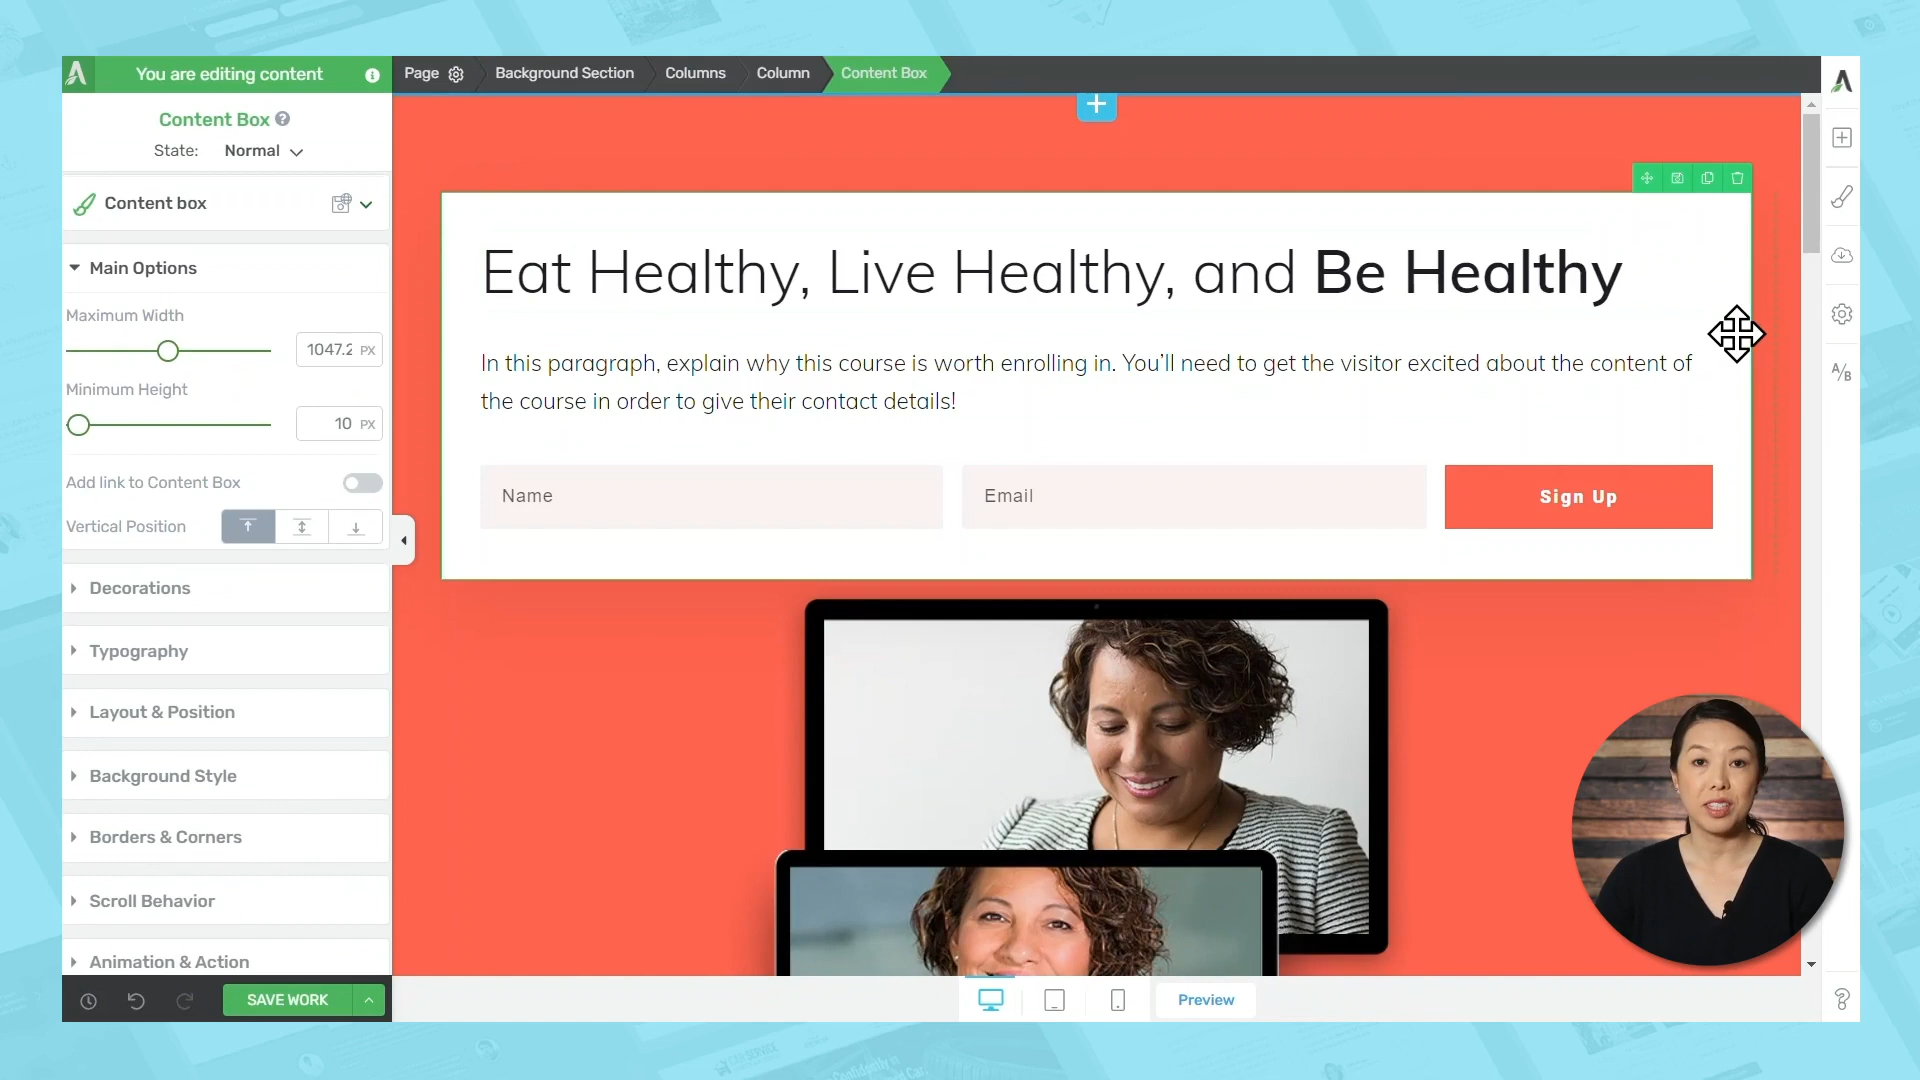 You are editing content
Page
Background Section
Columns
Column
Content Box
Content Box
State: Normal
Content box
Main Options
Maximum Width
1047.2 PX
Minimum Height
10 PX
Add link to Content Box
Vertical Position
Decorations
Typography
Layout & Position
Background Style
Borders & Corners
Scroll Behavior
Animation & Action
SAVE WORK
Eat Healthy, Live Healthy, and Be Healthy
In this paragraph, explain why this course is worth enrolling in. You’ll need to get the visitor excited about the content of
the course in order to give their contact details!
Name
Email
Sign Up
A/B
Preview